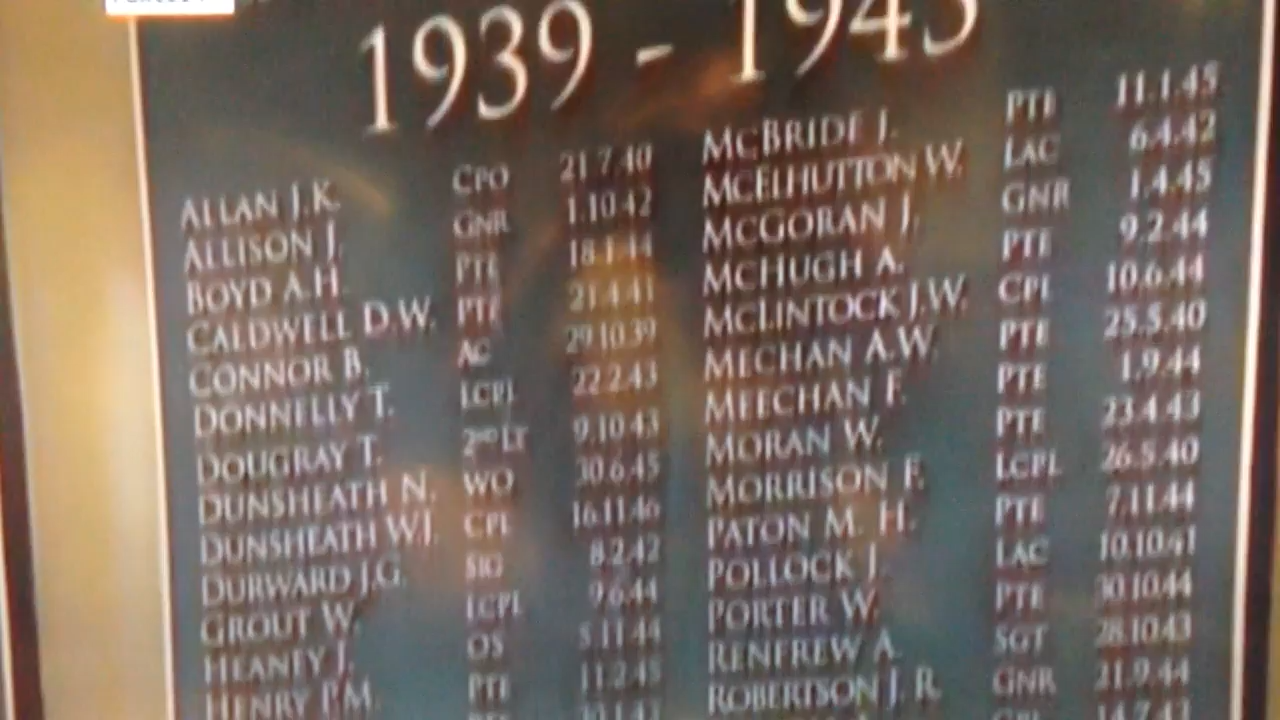 1939 - 1945
ALLAN J.K. CPO 21.7.40
ALLISON J. GNR 1.10.42
BOYD A.H. PTE 18.1.44
CALDWELL D.W. PTE 21.4.41
CONNOR B. AC 29.10.39
DONNELLY T. LCPL 22.2.43
DOUGRAY T. 2ND LT 9.10.43
DUNSHEATH N. WO 30.6.45
DUNSHEATH W.J. CPL 16.11.46
DURWARD J.G. SIG 8.2.42
GROUT W. LCPL 9.6.44
HEANEY J. OS 5.11.44
HENRY P.M. PTE 11.2.45
MCBRIDE J. PTE 11.1.45
MCELHUTTON W. LAC 6.4.42
MCGORAN J. GNR 1.4.45
MCHUGH A. PTE 9.2.44
MCLINTOCK J.W. CPL 10.6.44
MECHAN A.W. PTE 25.5.40
MEECHAN F. PTE 1.9.44
MORAN W. PTE 23.4.43
MORRISON F. LCPL 26.5.40
PATON M. H. PTE 7.11.44
POLLOCK J. LAC 10.10.41
PORTER W. PTE 30.10.44
RENFREW A. SGT 28.10.43
ROBERTSON J. R. GNR 21.9.44